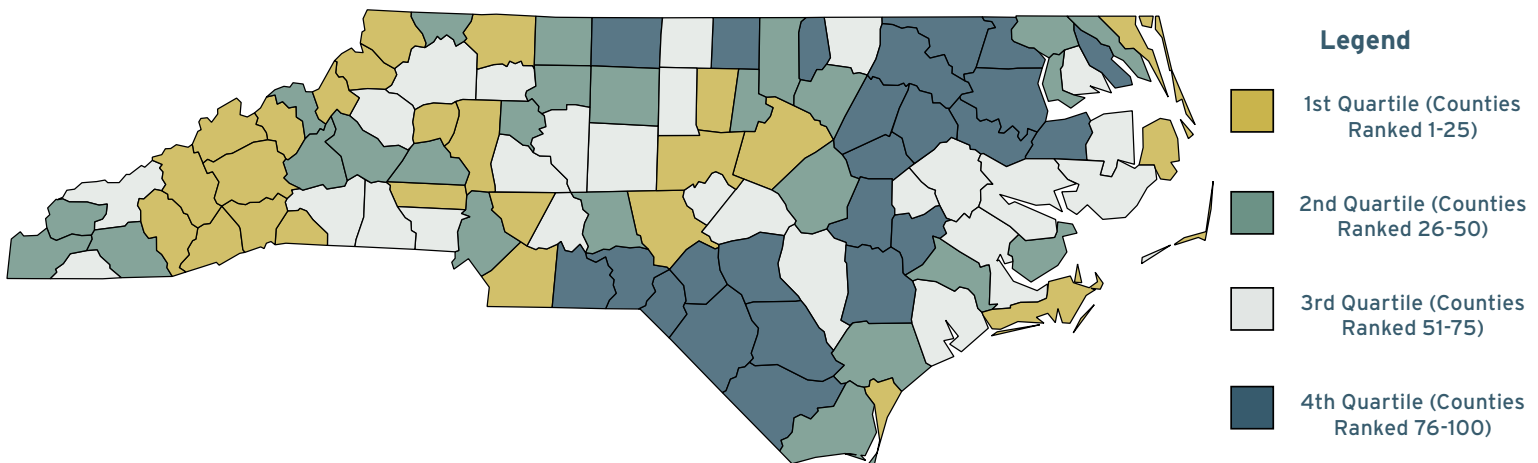 Legend
1st Quartile (Counties
Ranked 1-25)
2nd Quartile (Counties
Ranked 26-50)
3rd Quartile (Counties
Ranked 51-75)
4th Quartile (Counties
Ranked 76-100)